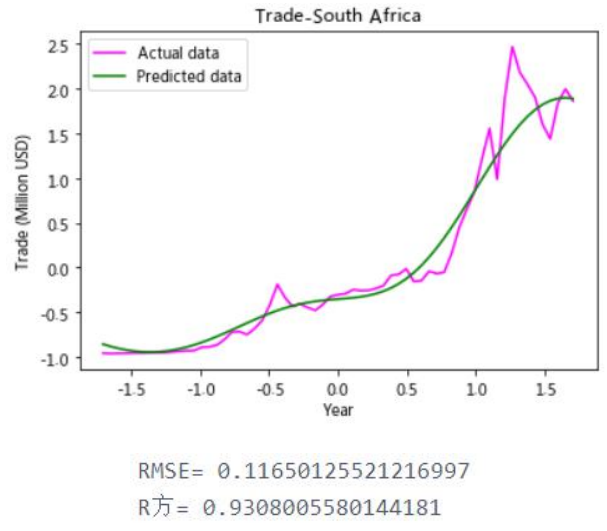 Trade-South Africa
Actual data
Predicted data
Trade (Million USD)
2.5
2.0
1.5
1.0
0.5
0.0
-0.5
-1.0
-1.5 -1.0 -0.5 0.0 0.5 1.0 1.5
Year
RMSE= 0.11650125521216997
R方= 0.9308005580144181